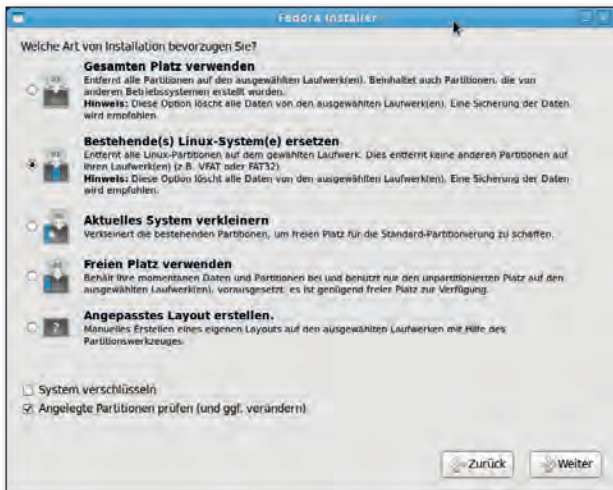 Fedora Installer
Welche Art von Installation bevorzugen Sie?
Gesamten Platz verwenden
Entfernt alle Partitionen auf den ausgewählten Laufwerk(en). Beinhaltet auch Partitionen, die von
anderen Betriebssystemen erstellt wurden.
Hinweis: Diese Option löscht alle Daten von den ausgewählten Laufwerk(en). Eine Sicherung der Daten
wird empfohlen.
Bestehende(s) Linux-System(e) ersetzen
Entfernt alle Linux-Partitionen auf dem gewählten Laufwerk. Dies entfernt keine anderen Partitionen auf
Ihren Laufwerk(en) (z.B. VFAT oder FAT32).
Hinweis: Diese Option löscht alle Daten von den ausgewählten Laufwerk(en). Eine Sicherung der Daten
wird empfohlen.
Aktuelles System verkleinern
Verkleinert die bestehenden Partitionen, um freien Platz für die Standard-Partitionierung zu schaffen.
Freien Platz verwenden
Behält Ihre momentanen Daten und Partitionen bei und benutzt nur den unpartitionierten Platz auf den
ausgewählten Laufwerk(en), vorausgesetzt, es ist genügend freier Platz zur Verfügung.
Angepasstes Layout erstellen.
Manuelles Erstellen eines eigenen Layouts auf den ausgewählten Laufwerken mit Hilfe des
Partitionswerkzeuges.
System verschlüsseln
Angelegte Partitionen prüfen (und ggf. verändern)
Zurück
Weiter